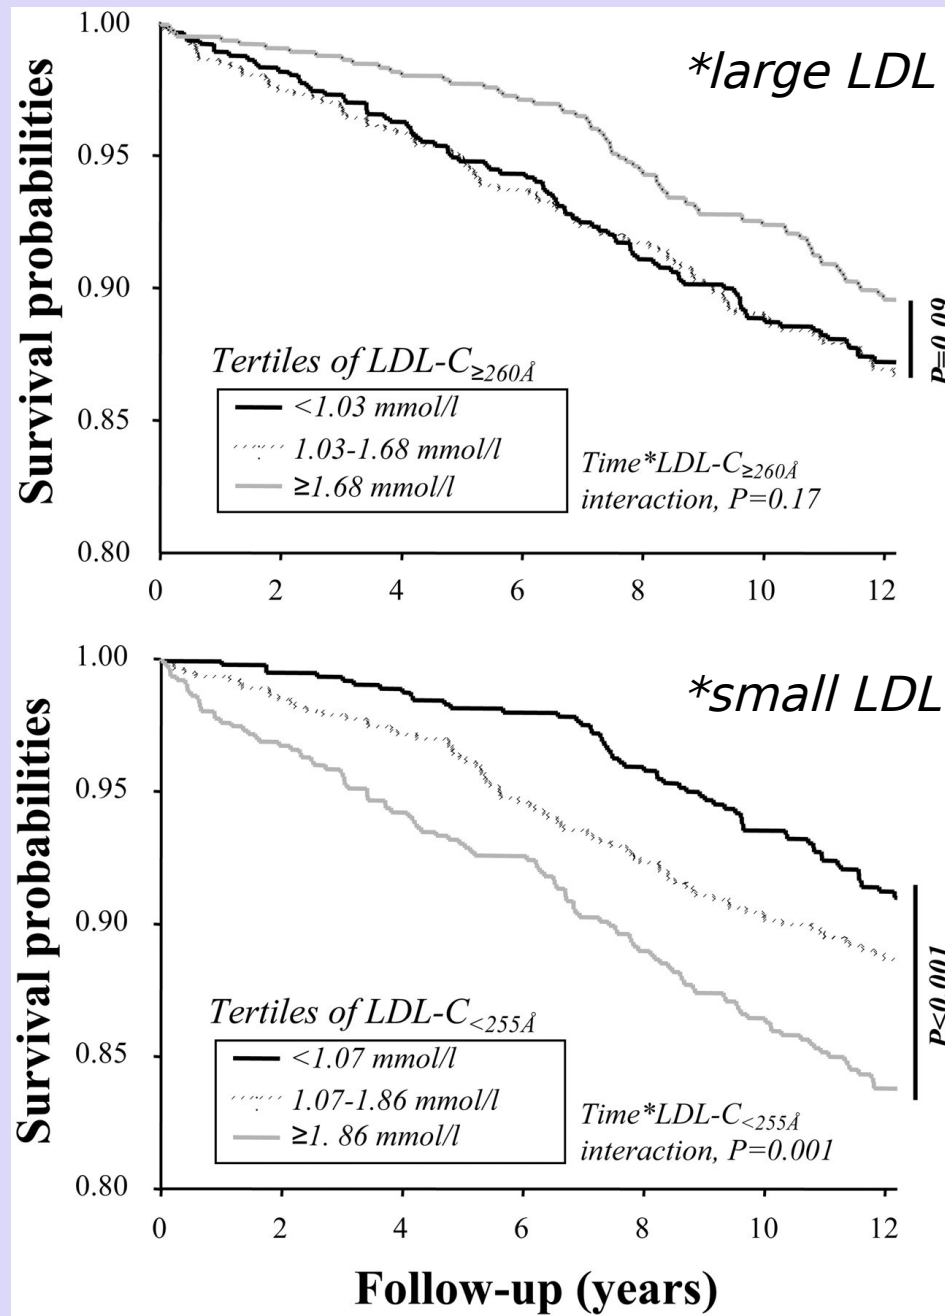 1.00
*large LDL
0.95
0.90
0.85
0.80
Survival probabilities
Tertiles of LDL-C≥260Å
<1.03 mmol/l
1.03-1.68 mmol/l
≥1.68 mmol/l
Time*LDL-C≥260Å
interaction, P=0.17
P=0.09
0 2 4 6 8 10 12
1.00
*small LDL
0.95
0.90
0.85
0.80
Survival probabilities
Tertiles of LDL-C<255Å
<1.07 mmol/l
1.07-1.86 mmol/l
≥1. 86 mmol/l
Time*LDL-C<255Å
interaction, P=0.001
P<0.001
0 2 4 6 8 10 12
Follow-up (years)